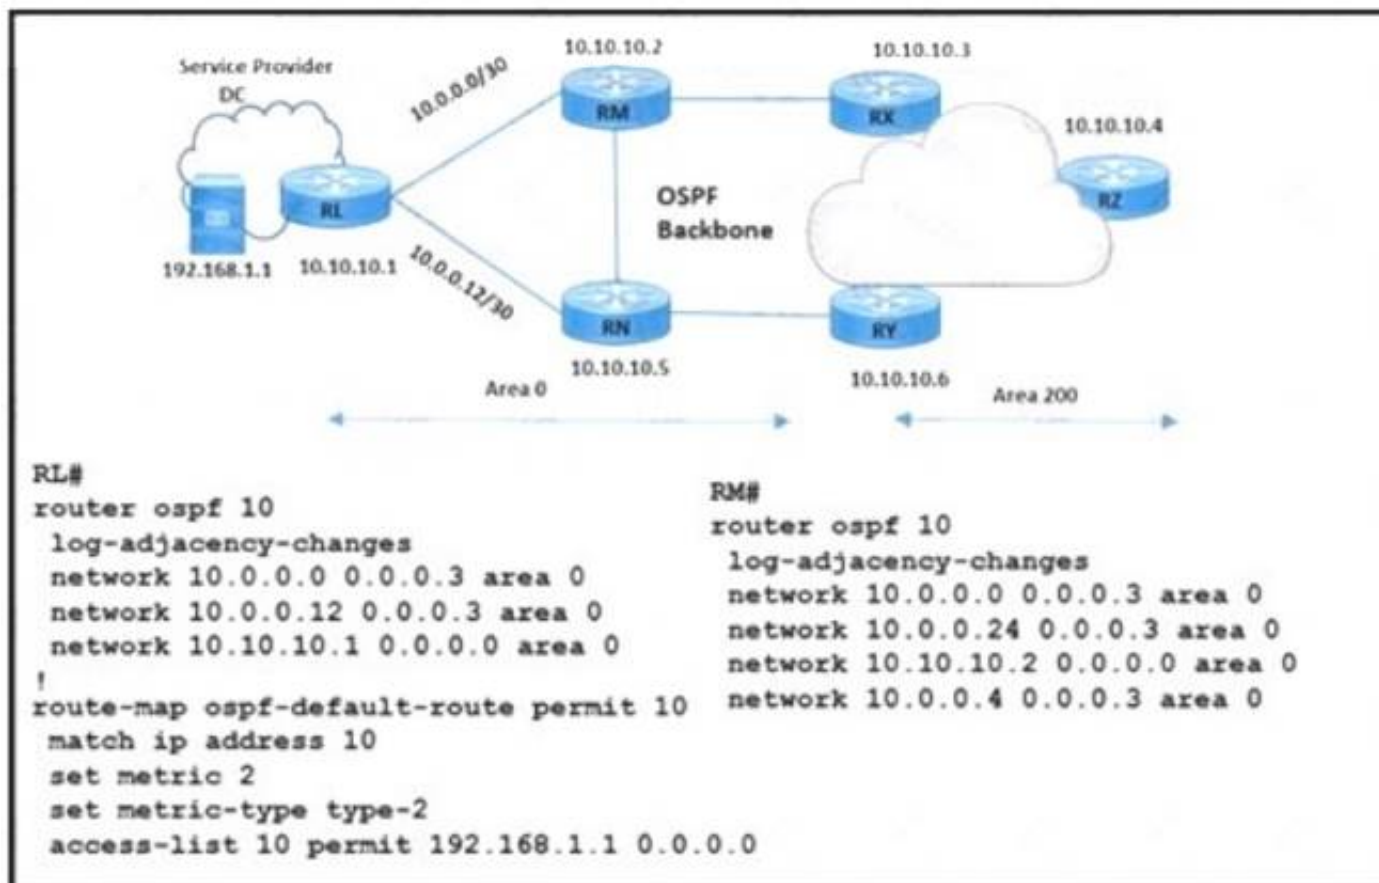 Service Provider
DC
192.168.1.1
RL
10.10.10.1
10.0.0.0/30
10.0.0.12/30
10.10.10.2
RM
10.10.10.3
RX
OSPF
Backbone
10.10.10.4
RZ
RN
10.10.10.5
RY
10.10.10.6
Area 0
Area 200
RL#
router ospf 10
log-adjacency-changes
network 10.0.0.0 0.0.0.3 area 0
network 10.0.0.12 0.0.0.3 area 0
network 10.10.10.1 0.0.0.0 area 0
!
route-map ospf-default-route permit 10
match ip address 10
set metric 2
set metric-type type-2
access-list 10 permit 192.168.1.1 0.0.0.0
RM#
router ospf 10
log-adjacency-changes
network 10.0.0.0 0.0.0.3 area 0
network 10.0.0.24 0.0.0.3 area 0
network 10.10.10.2 0.0.0.0 area 0
network 10.0.0.4 0.0.0.3 area 0